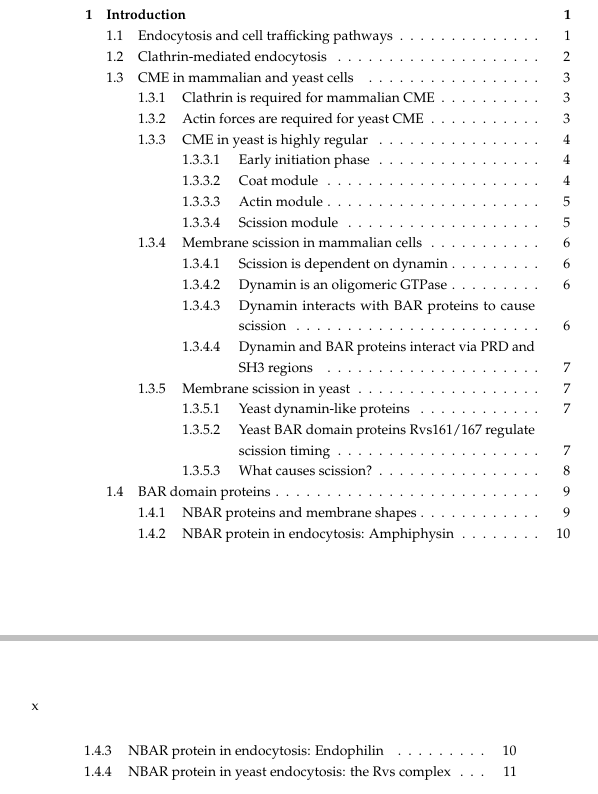 1 Introduction 1
1.1 Endocytosis and cell trafficking pathways . . . . . . . . . . . . . . 1
1.2 Clathrin-mediated endocytosis . . . . . . . . . . . . . . . . . . . . 2
1.3 CME in mammalian and yeast cells . . . . . . . . . . . . . . . . . 3
1.3.1 Clathrin is required for mammalian CME . . . . . . . . . . 3
1.3.2 Actin forces are required for yeast CME . . . . . . . . . . . 3
1.3.3 CME in yeast is highly regular . . . . . . . . . . . . . . . . 4
1.3.3.1 Early initiation phase . . . . . . . . . . . . . . . . 4
1.3.3.2 Coat module . . . . . . . . . . . . . . . . . . . . . 4
1.3.3.3 Actin module . . . . . . . . . . . . . . . . . . . . . 5
1.3.3.4 Scission module . . . . . . . . . . . . . . . . . . . 5
1.3.4 Membrane scission in mammalian cells . . . . . . . . . . . 6
1.3.4.1 Scission is dependent on dynamin . . . . . . . . . 6
1.3.4.2 Dynamin is an oligomeric GTPase . . . . . . . . . 6
1.3.4.3 Dynamin interacts with BAR proteins to cause
scission . . . . . . . . . . . . . . . . . . . . . . . . 6
1.3.4.4 Dynamin and BAR proteins interact via PRD and
SH3 regions . . . . . . . . . . . . . . . . . . . . . 7
1.3.5 Membrane scission in yeast . . . . . . . . . . . . . . . . . . 7
1.3.5.1 Yeast dynamin-like proteins . . . . . . . . . . . . 7
1.3.5.2 Yeast BAR domain proteins Rvs161/167 regulate
scission timing . . . . . . . . . . . . . . . . . . . . 7
1.3.5.3 What causes scission? . . . . . . . . . . . . . . . . 8
1.4 BAR domain proteins . . . . . . . . . . . . . . . . . . . . . . . . . . 9
1.4.1 NBAR proteins and membrane shapes . . . . . . . . . . . . 9
1.4.2 NBAR protein in endocytosis: Amphiphysin . . . . . . . . 10
x
1.4.3 NBAR protein in endocytosis: Endophilin . . . . . . . . . 10
1.4.4 NBAR protein in yeast endocytosis: the Rvs complex . . . 11